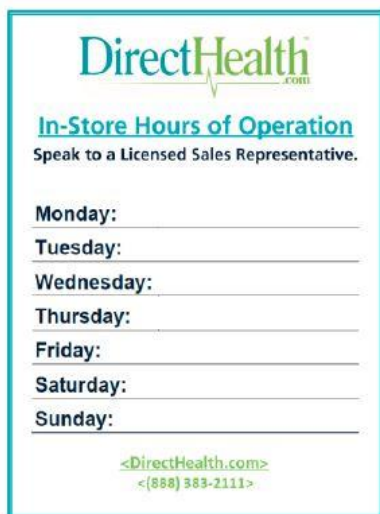 DirectHealth
.com
In-Store Hours of Operation
Speak to a Licensed Sales Representative.
Monday:
Tuesday:
Wednesday:
Thursday:
Friday:
Saturday:
Sunday:
<DirectHealth.com>
<(888) 383-2111>